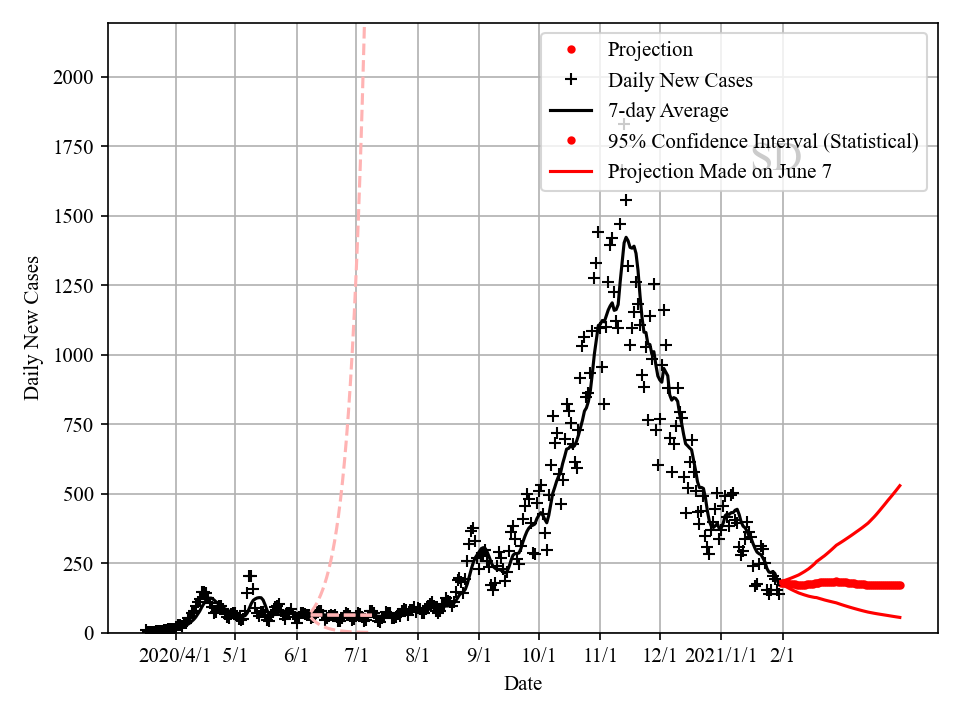 2000
1750
1500
1250
1000
750
500
250
0
Daily New Cases
Projection
Daily New Cases
7-day Average
95% Confidence Interval (Statistical)
Projection Made on June 7
SD
2020/4/1 5/1 6/1 7/1 8/1 9/1 10/1 11/1 12/1 2021/1/1 2/1
Date